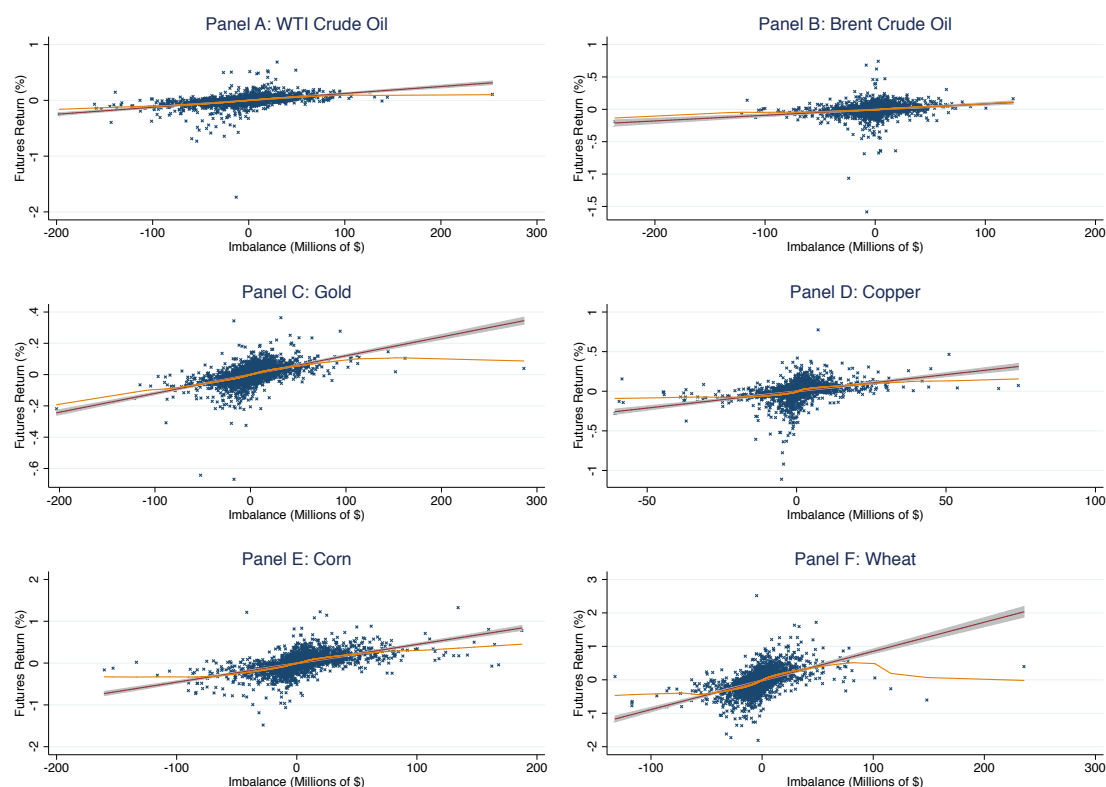 Panel A: WTI Crude Oil
Futures Return (%)
1
0
-1
-2
-200 -100 0 100 200 300
Imbalance (Millions of $)
Panel B: Brent Crude Oil
Futures Return (%)
1
.5
0
-.5
-1
-1.5
-200 -100 0 100
Imbalance (Millions of $)
Panel C: Gold
Futures Return (%)
.4
.2
0
-.2
-.4
-.6
-200 -100 0 100 200 300
Imbalance (Millions of $)
Panel D: Copper
Futures Return (%)
1
.5
0
-.5
-1
-50 0 50 100
Imbalance (Millions of $)
Panel E: Corn
Futures Return (%)
2
1
0
-1
-2
-200 -100 0 100 200
Imbalance (Millions of $)
Panel F: Wheat
Futures Return (%)
3
2
1
0
-1
-2
-100 0 100 200 300
Imbalance (Millions of $)